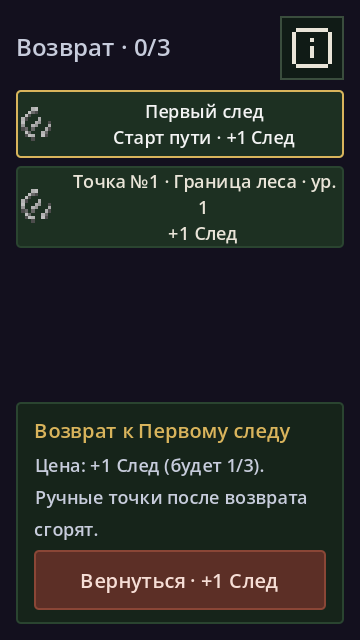 Возврат · 0/3
i
Первый след
Старт пути · +1 След
Точка №1 · Граница леса · ур.
1
+1 След
Возврат к Первому следу
Цена: +1 След (будет 1/3).
Ручные точки после возврата
сгорят.
Вернуться · +1 След